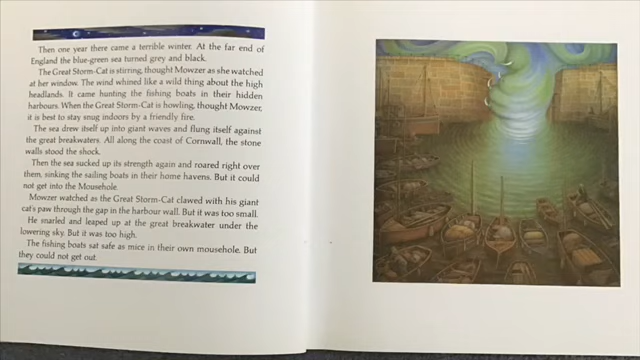 Then one year there came a terrible winter. At the far end of
England the blue-green sea turned grey and black.
The Great Storm-Cat is stirring, thought Mowzer as she watched
at her window. The wind whined like a wild thing about the high
headlands. It came hunting the fishing boats in their hidden
harbours. When the Great Storm-Cat is howling, thought Mowzer,
it is best to stay snug indoors by a friendly fire.
The sea drew itself up into giant waves and flung itself against
the great breakwaters. All along the coast of Cornwall, the stone
walls stood the shock.
Then the sea sucked up its strength again and roared right over
them, sinking the sailing boats in their home havens. But it could
not get into the Mousehole.
Mowzer watched as the Great Storm-Cat clawed with his giant
cat's paw through the gap in the harbour wall. But it was too small.
He snarled and leaped up at the great breakwater under the
lowering sky. But it was too high.
The fishing boats sat safe as mice in their own mousehole. But
they could not get out.